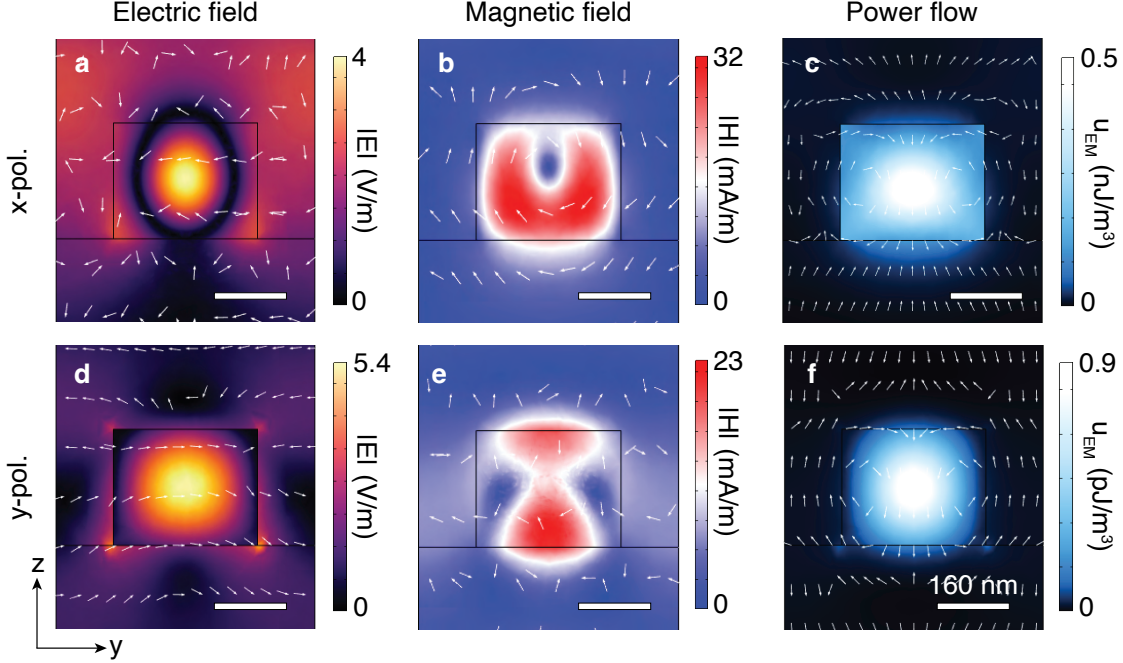 Electric field
Magnetic field
Power flow
x-pol.
a
4
|E| (V/m)
0
b
32
|H| (mA/m)
0
c
0.5
u_EM (nJ/m³)
0
y-pol.
d
5.4
|E| (V/m)
0
e
23
|H| (mA/m)
0
f
160 nm
0.9
u_EM (pJ/m³)
0
z
y